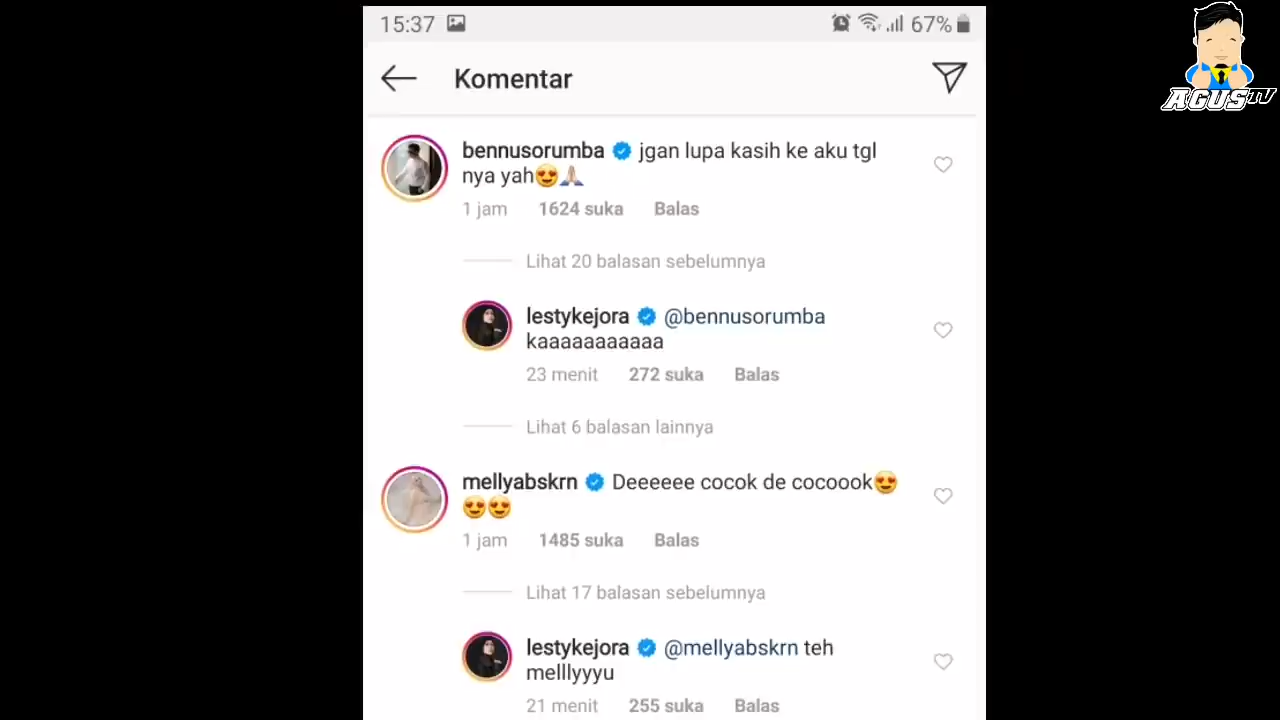 15:37
67%
AGUSTV
Komentar
bennusorumba jgan lupa kasih ke aku tgl
nya yah😍🙏🏼
1 jam 1624 suka Balas
Lihat 20 balasan sebelumnya
lestykejora @bennusorumba
kaaaaaaaaaaa
23 menit 272 suka Balas
Lihat 6 balasan lainnya
mellyabskrn Deeeeee cocok de cocoook😍
😍😍
1 jam 1485 suka Balas
Lihat 17 balasan sebelumnya
lestykejora @mellyabskrn teh
melllyyyu
21 menit 255 suka Balas